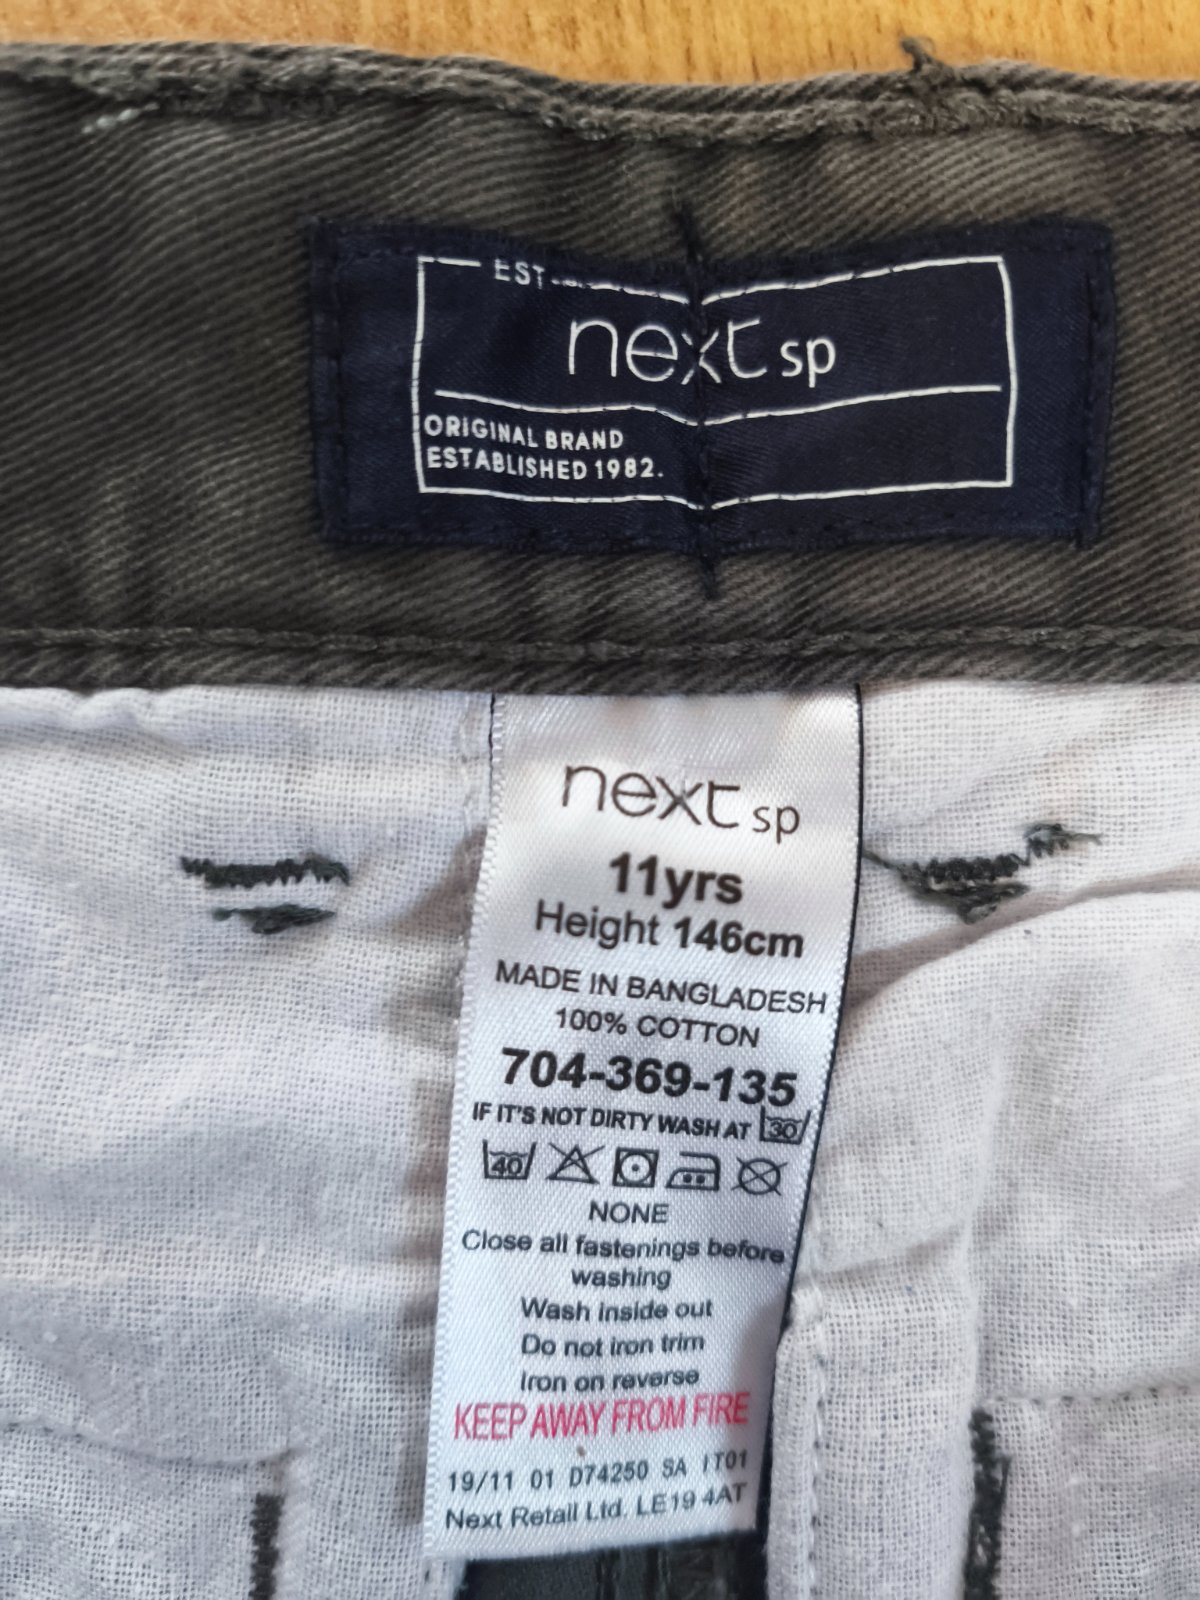 EST.
next sp
ORIGINAL BRAND
ESTABLISHED 1982.
next sp
11yrs
Height 146cm
MADE IN BANGLADESH
100% COTTON
704-369-135
IF IT'S NOT DIRTY WASH AT 30
40
NONE
Close all fastenings before
washing
Wash inside out
Do not iron trim
Iron on reverse
KEEP AWAY FROM FIRE
19/11 01 D74250 SA IT01
Next Retail Ltd. LE19 4AT